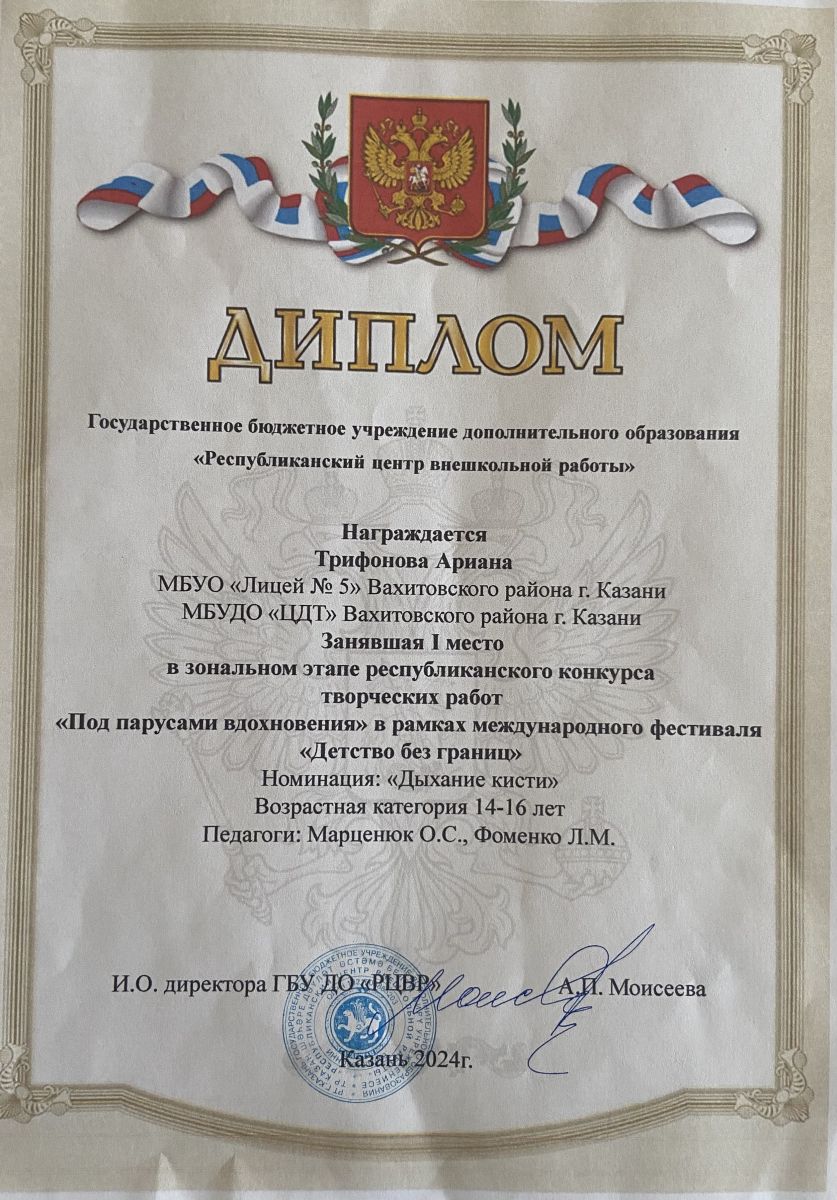 ДИПЛОМ
Государственное бюджетное учреждение дополнительного образования
«Республиканский центр внешкольной работы»
Награждается
Трифонова Ариана
МБУО «Лицей № 5» Вахитовского района г. Казани
МБУДО «ЦДТ» Вахитовского района г. Казани
Занявшая I место
в зональном этапе республиканского конкурса
творческих работ
«Под парусами вдохновения» в рамках международного фестиваля
«Детство без границ»
Номинация: «Дыхание кисти»
Возрастная категория 14-16 лет
Педагоги: Марценюк О.С., Фоменко Л.М.
И.О. директора ГБУ ДО «РЦВР» А.П. Моисеева
Казань 2024г.